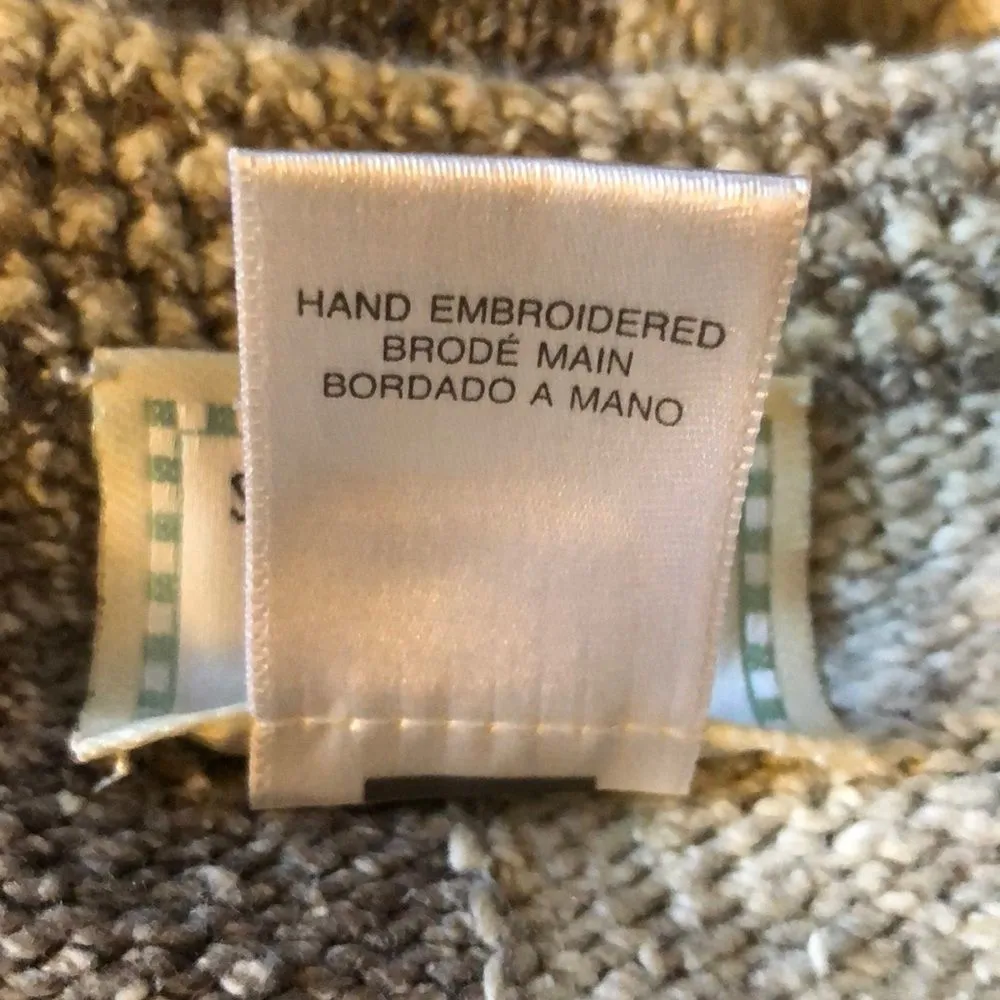 HAND EMBROIDERED
BRODÉ MAIN
BORDADO A MANO
S